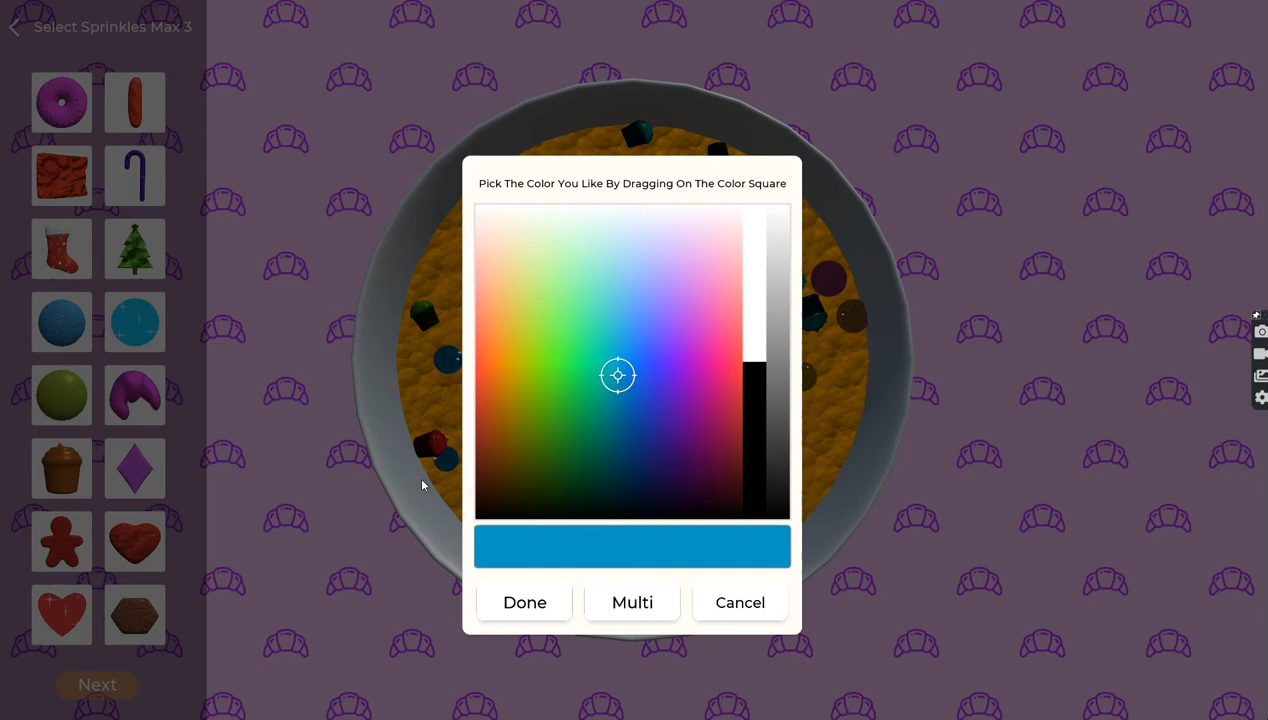 Select Sprinkles Max 3
Pick The Color You Like By Dragging On The Color Square
Done
Multi
Cancel
Next